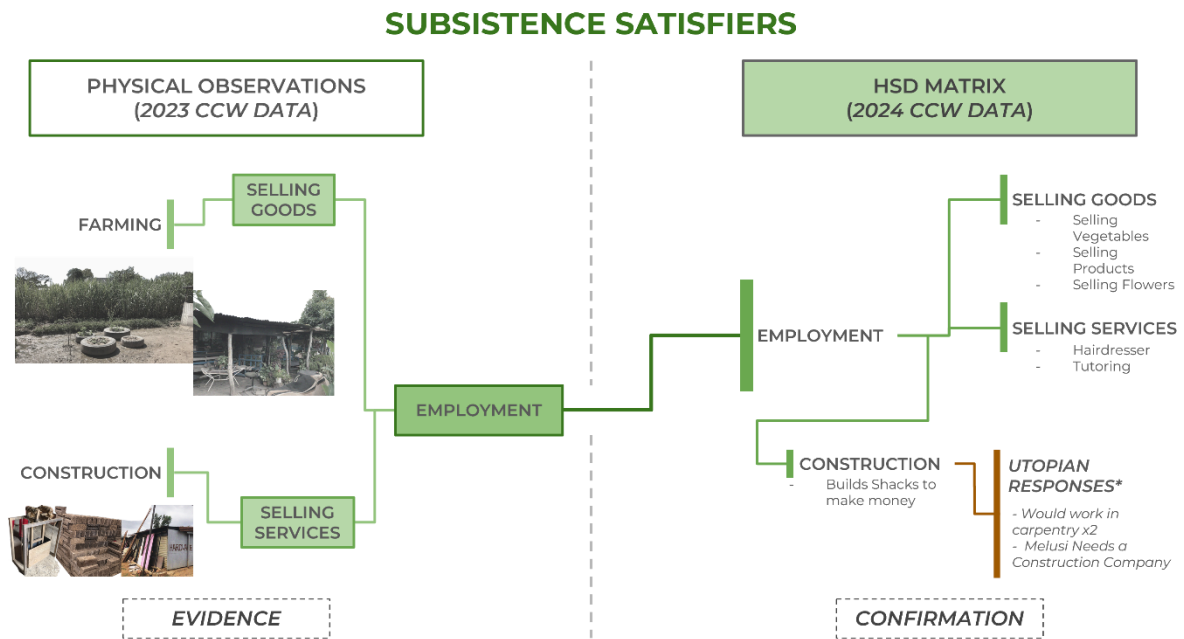 SUBSISTENCE SATISFIERS
PHYSICAL OBSERVATIONS
(2023 CCW DATA)
SELLING
GOODS
FARMING
EMPLOYMENT
CONSTRUCTION
SELLING
SERVICES
HARDWARE
EVIDENCE
HSD MATRIX
(2024 CCW DATA)
SELLING GOODS
- Selling
Vegetables
- Selling
Products
- Selling Flowers
EMPLOYMENT
SELLING SERVICES
- Hairdresser
- Tutoring
CONSTRUCTION
- Builds Shacks to
make money
UTOPIAN
RESPONSES*
- Would work in
carpentry x2
- Melusi Needs a
Construction Company
CONFIRMATION